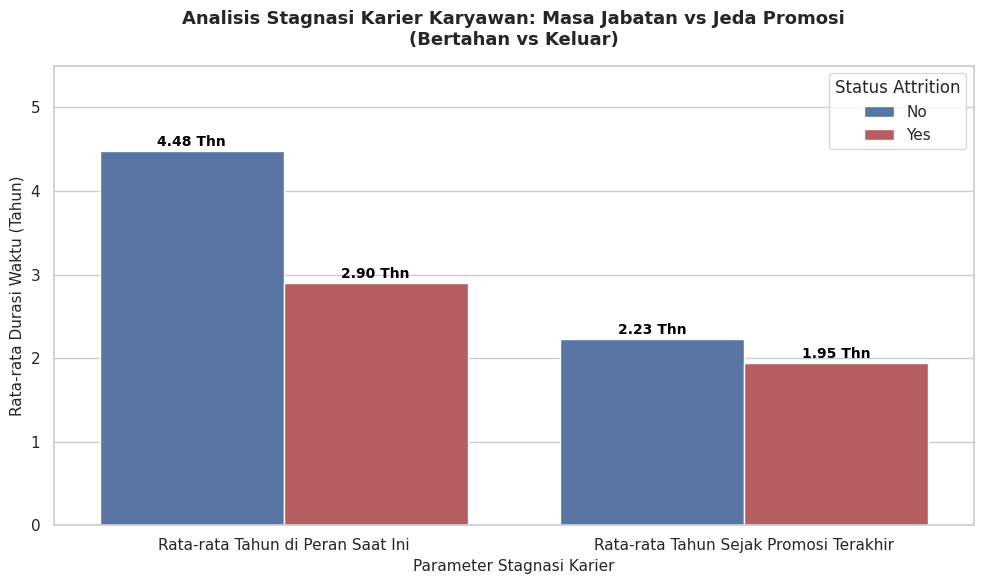 Analisis Stagnasi Karier Karyawan: Masa Jabatan vs Jeda Promosi
(Bertahan vs Keluar)
Status Attrition
No
Yes
Rata-rata Durasi Waktu (Tahun)
5
4
3
2
1
0
4.48 Thn
2.90 Thn
2.23 Thn
1.95 Thn
Rata-rata Tahun di Peran Saat Ini
Rata-rata Tahun Sejak Promosi Terakhir
Parameter Stagnasi Karier